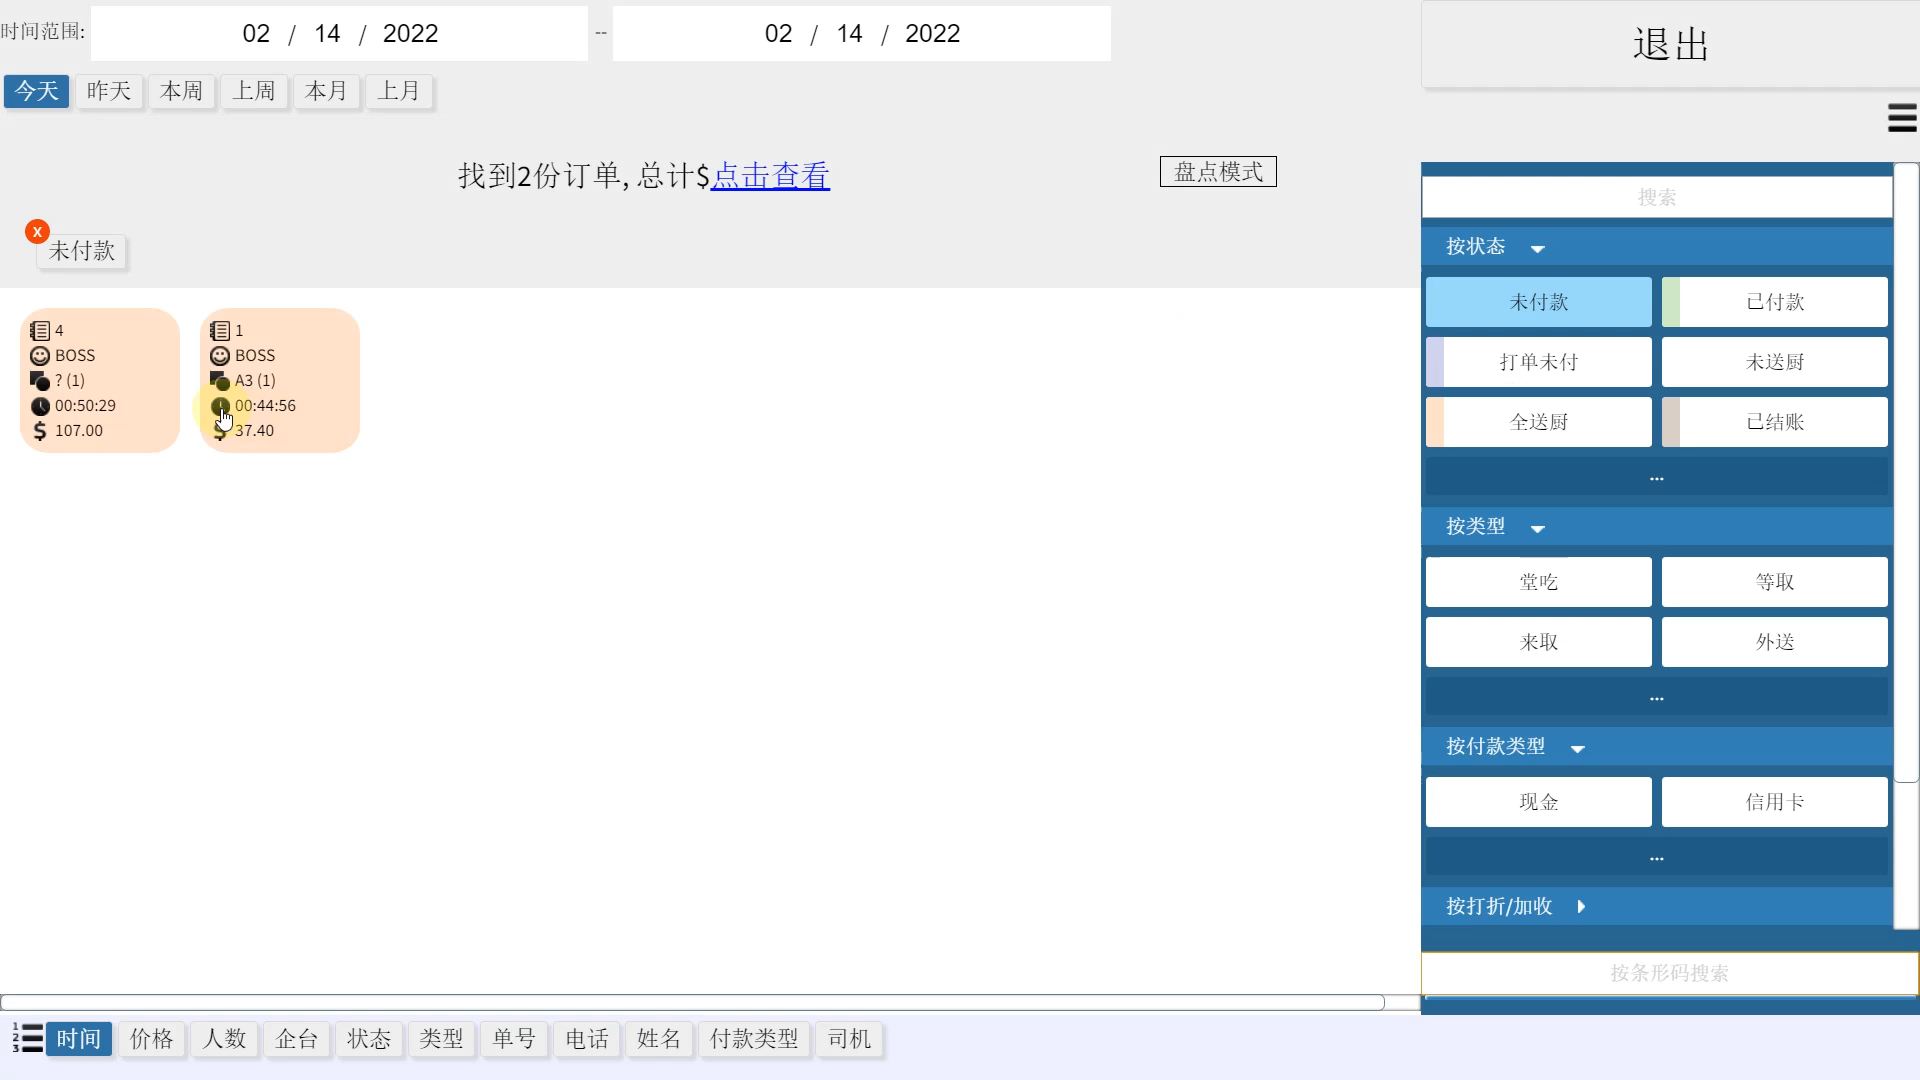 时间范围: 02 / 14 / 2022 -- 02 / 14 / 2022
退出
今天 昨天 本周 上周 本月 上月
找到2份订单, 总计$点击查看
盘点模式
X
未付款
4
BOSS
? (1)
00:50:29
107.00
1
BOSS
A3 (1)
00:44:56
37.40
搜索
按状态
未付款 已付款
打单未付 未送厨
全送厨 已结账
...
按类型
堂吃 等取
来取 外送
...
按付款类型
现金 信用卡
...
按打折/加收
按条形码搜索
时间 价格 人数 企台 状态 类型 单号 电话 姓名 付款类型 司机